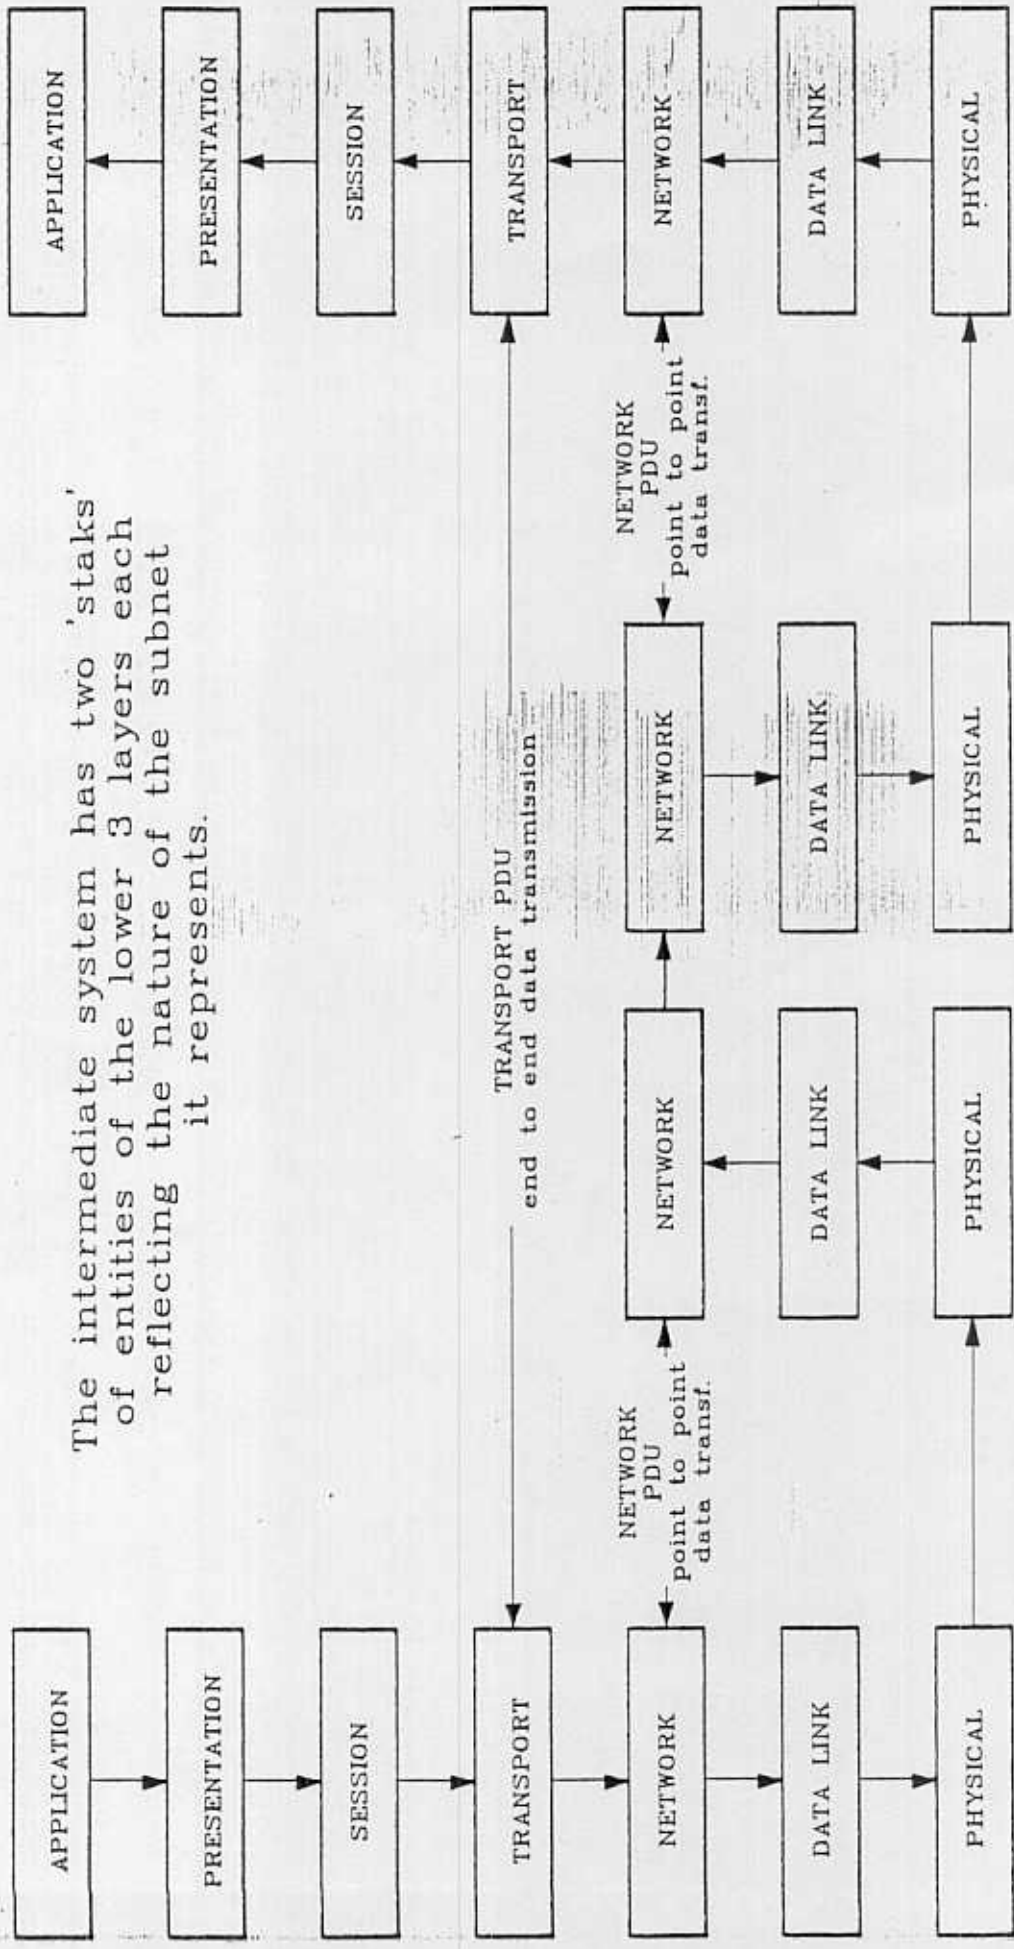 The intermediate system has two 'staks'
of entities of the lower 3 layers each
reflecting the nature of the subnet
it represents.
APPLICATION
APPLICATION
PRESENTATION
PRESENTATION
SESSION
SESSION
TRANSPORT
TRANSPORT PDU
end to end data transmission
TRANSPORT
NETWORK
NETWORK
PDU
point to point
data transf.
NETWORK
NETWORK
NETWORK
PDU
point to point
data transf.
NETWORK
DATA LINK
DATA LINK
DATA LINK
DATA LINK
PHYSICAL
PHYSICAL
PHYSICAL
PHYSICAL